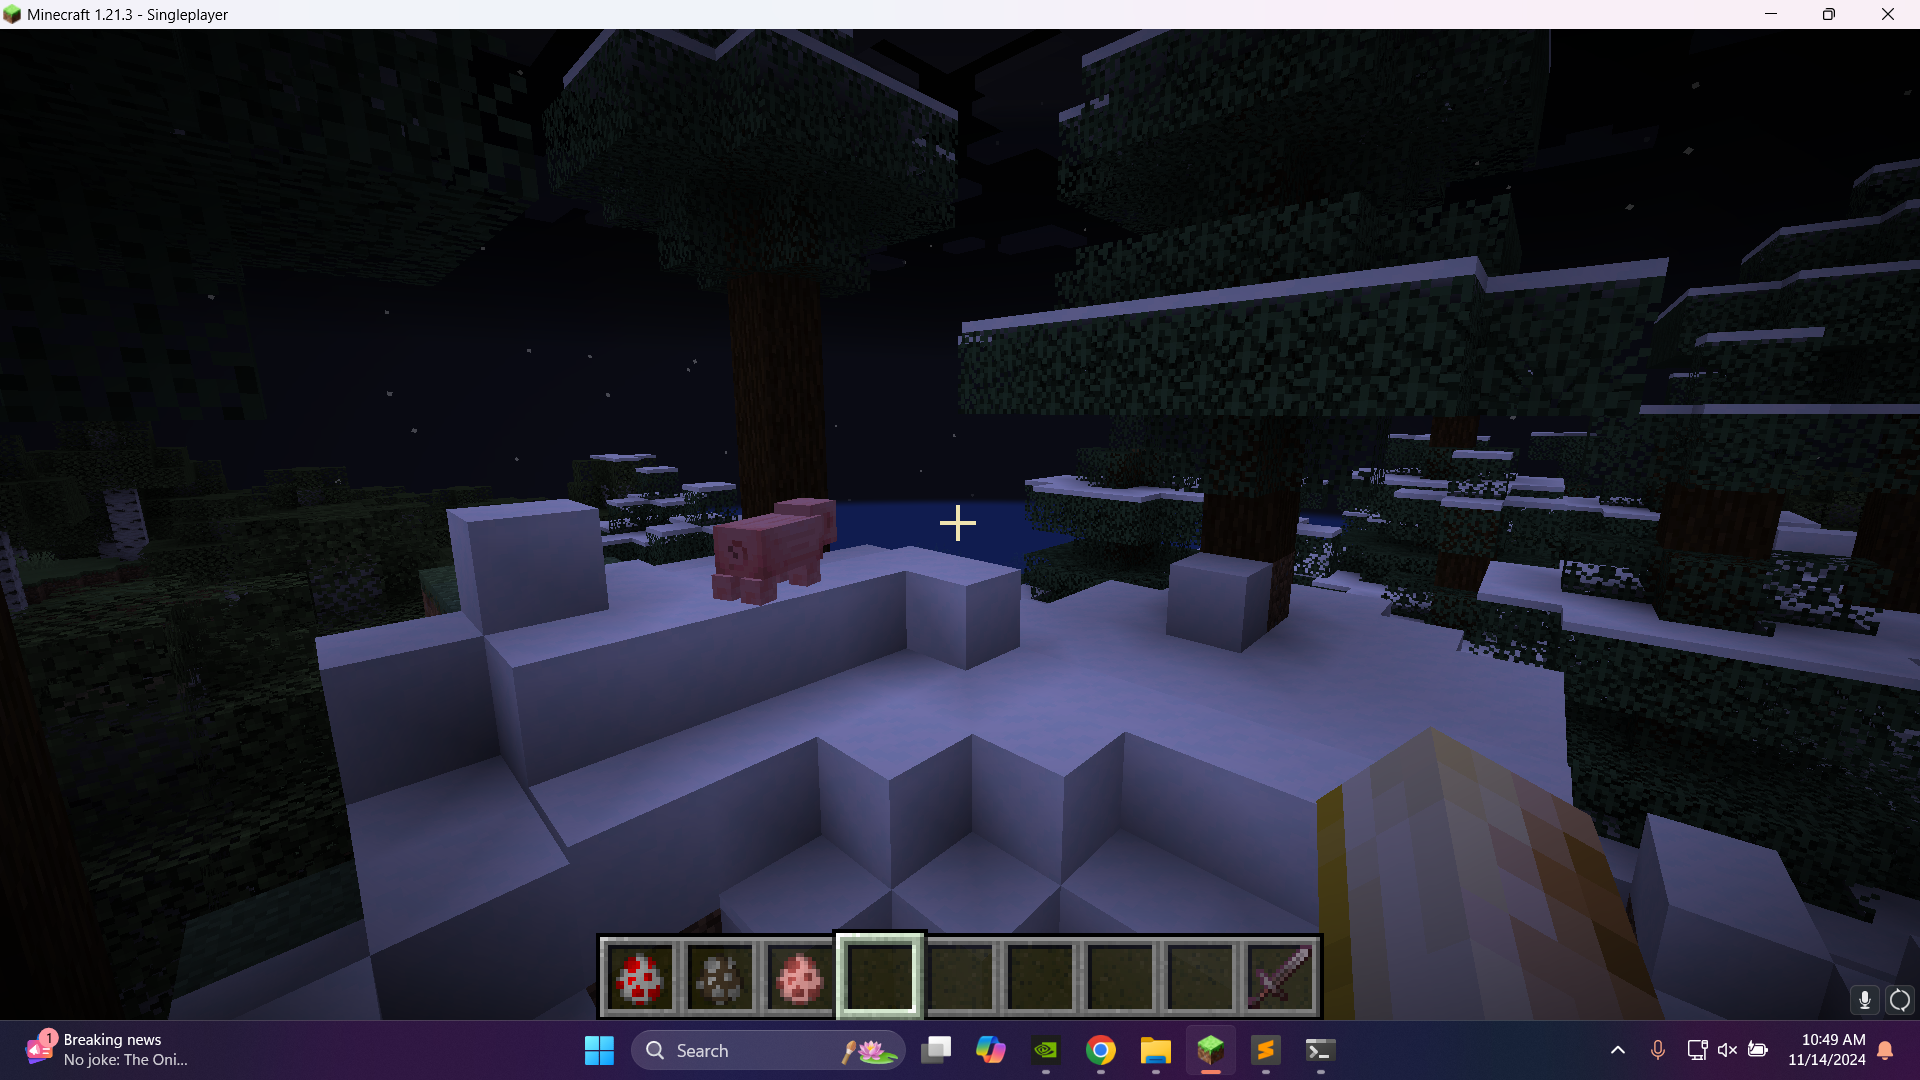 Minecraft 1.21.3 - Singleplayer
1
Breaking news
No joke: The Oni...
Search
10:49 AM
11/14/2024